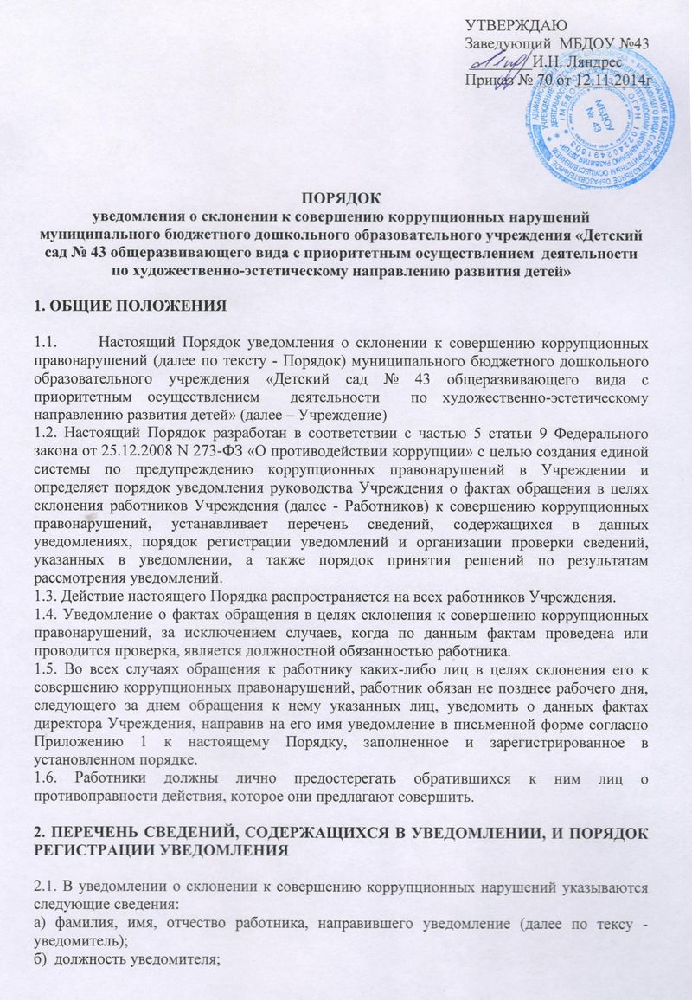 УТВЕРЖДАЮ
Заведующий МБДОУ №43
________И.Н. Ляндрес
Приказ № 70 от 12.11.2014г
МБДОУ
№ 43
ПОРЯДОК
уведомления о склонении к совершению коррупционных нарушений
муниципального бюджетного дошкольного образовательного учреждения «Детский
сад № 43 общеразвивающего вида с приоритетным осуществлением деятельности
по художественно-эстетическому направлению развития детей»
1. ОБЩИЕ ПОЛОЖЕНИЯ
1.1. Настоящий Порядок уведомления о склонении к совершению коррупционных
правонарушений (далее по тексту - Порядок) муниципального бюджетного дошкольного
образовательного учреждения «Детский сад № 43 общеразвивающего вида с
приоритетным осуществлением деятельности по художественно-эстетическому
направлению развития детей» (далее – Учреждение)
1.2. Настоящий Порядок разработан в соответствии с частью 5 статьи 9 Федерального
закона от 25.12.2008 N 273-ФЗ «О противодействии коррупции» с целью создания единой
системы по предупреждению коррупционных правонарушений в Учреждении и
определяет порядок уведомления руководства Учреждения о фактах обращения в целях
склонения работников Учреждения (далее - Работников) к совершению коррупционных
правонарушений, устанавливает перечень сведений, содержащихся в данных
уведомлениях, порядок регистрации уведомлений и организации проверки сведений,
указанных в уведомлении, а также порядок принятия решений по результатам
рассмотрения уведомлений.
1.3. Действие настоящего Порядка распространяется на всех работников Учреждения.
1.4. Уведомление о фактах обращения в целях склонения к совершению коррупционных
правонарушений, за исключением случаев, когда по данным фактам проведена или
проводится проверка, является должностной обязанностью работника.
1.5. Во всех случаях обращения к работнику каких-либо лиц в целях склонения его к
совершению коррупционных правонарушений, работник обязан не позднее рабочего дня,
следующего за днем обращения к нему указанных лиц, уведомить о данных фактах
директора Учреждения, направив на его имя уведомление в письменной форме согласно
Приложению 1 к настоящему Порядку, заполненное и зарегистрированное в
установленном порядке.
1.6. Работники должны лично предостерегать обратившихся к ним лиц о
противоправности действия, которое они предлагают совершить.
2. ПЕРЕЧЕНЬ СВЕДЕНИЙ, СОДЕРЖАЩИХСЯ В УВЕДОМЛЕНИИ, И ПОРЯДОК
РЕГИСТРАЦИИ УВЕДОМЛЕНИЯ
2.1. В уведомлении о склонении к совершению коррупционных нарушений указываются
следующие сведения:
а) фамилия, имя, отчество работника, направившего уведомление (далее по тексу -
уведомитель);
б) должность уведомителя;